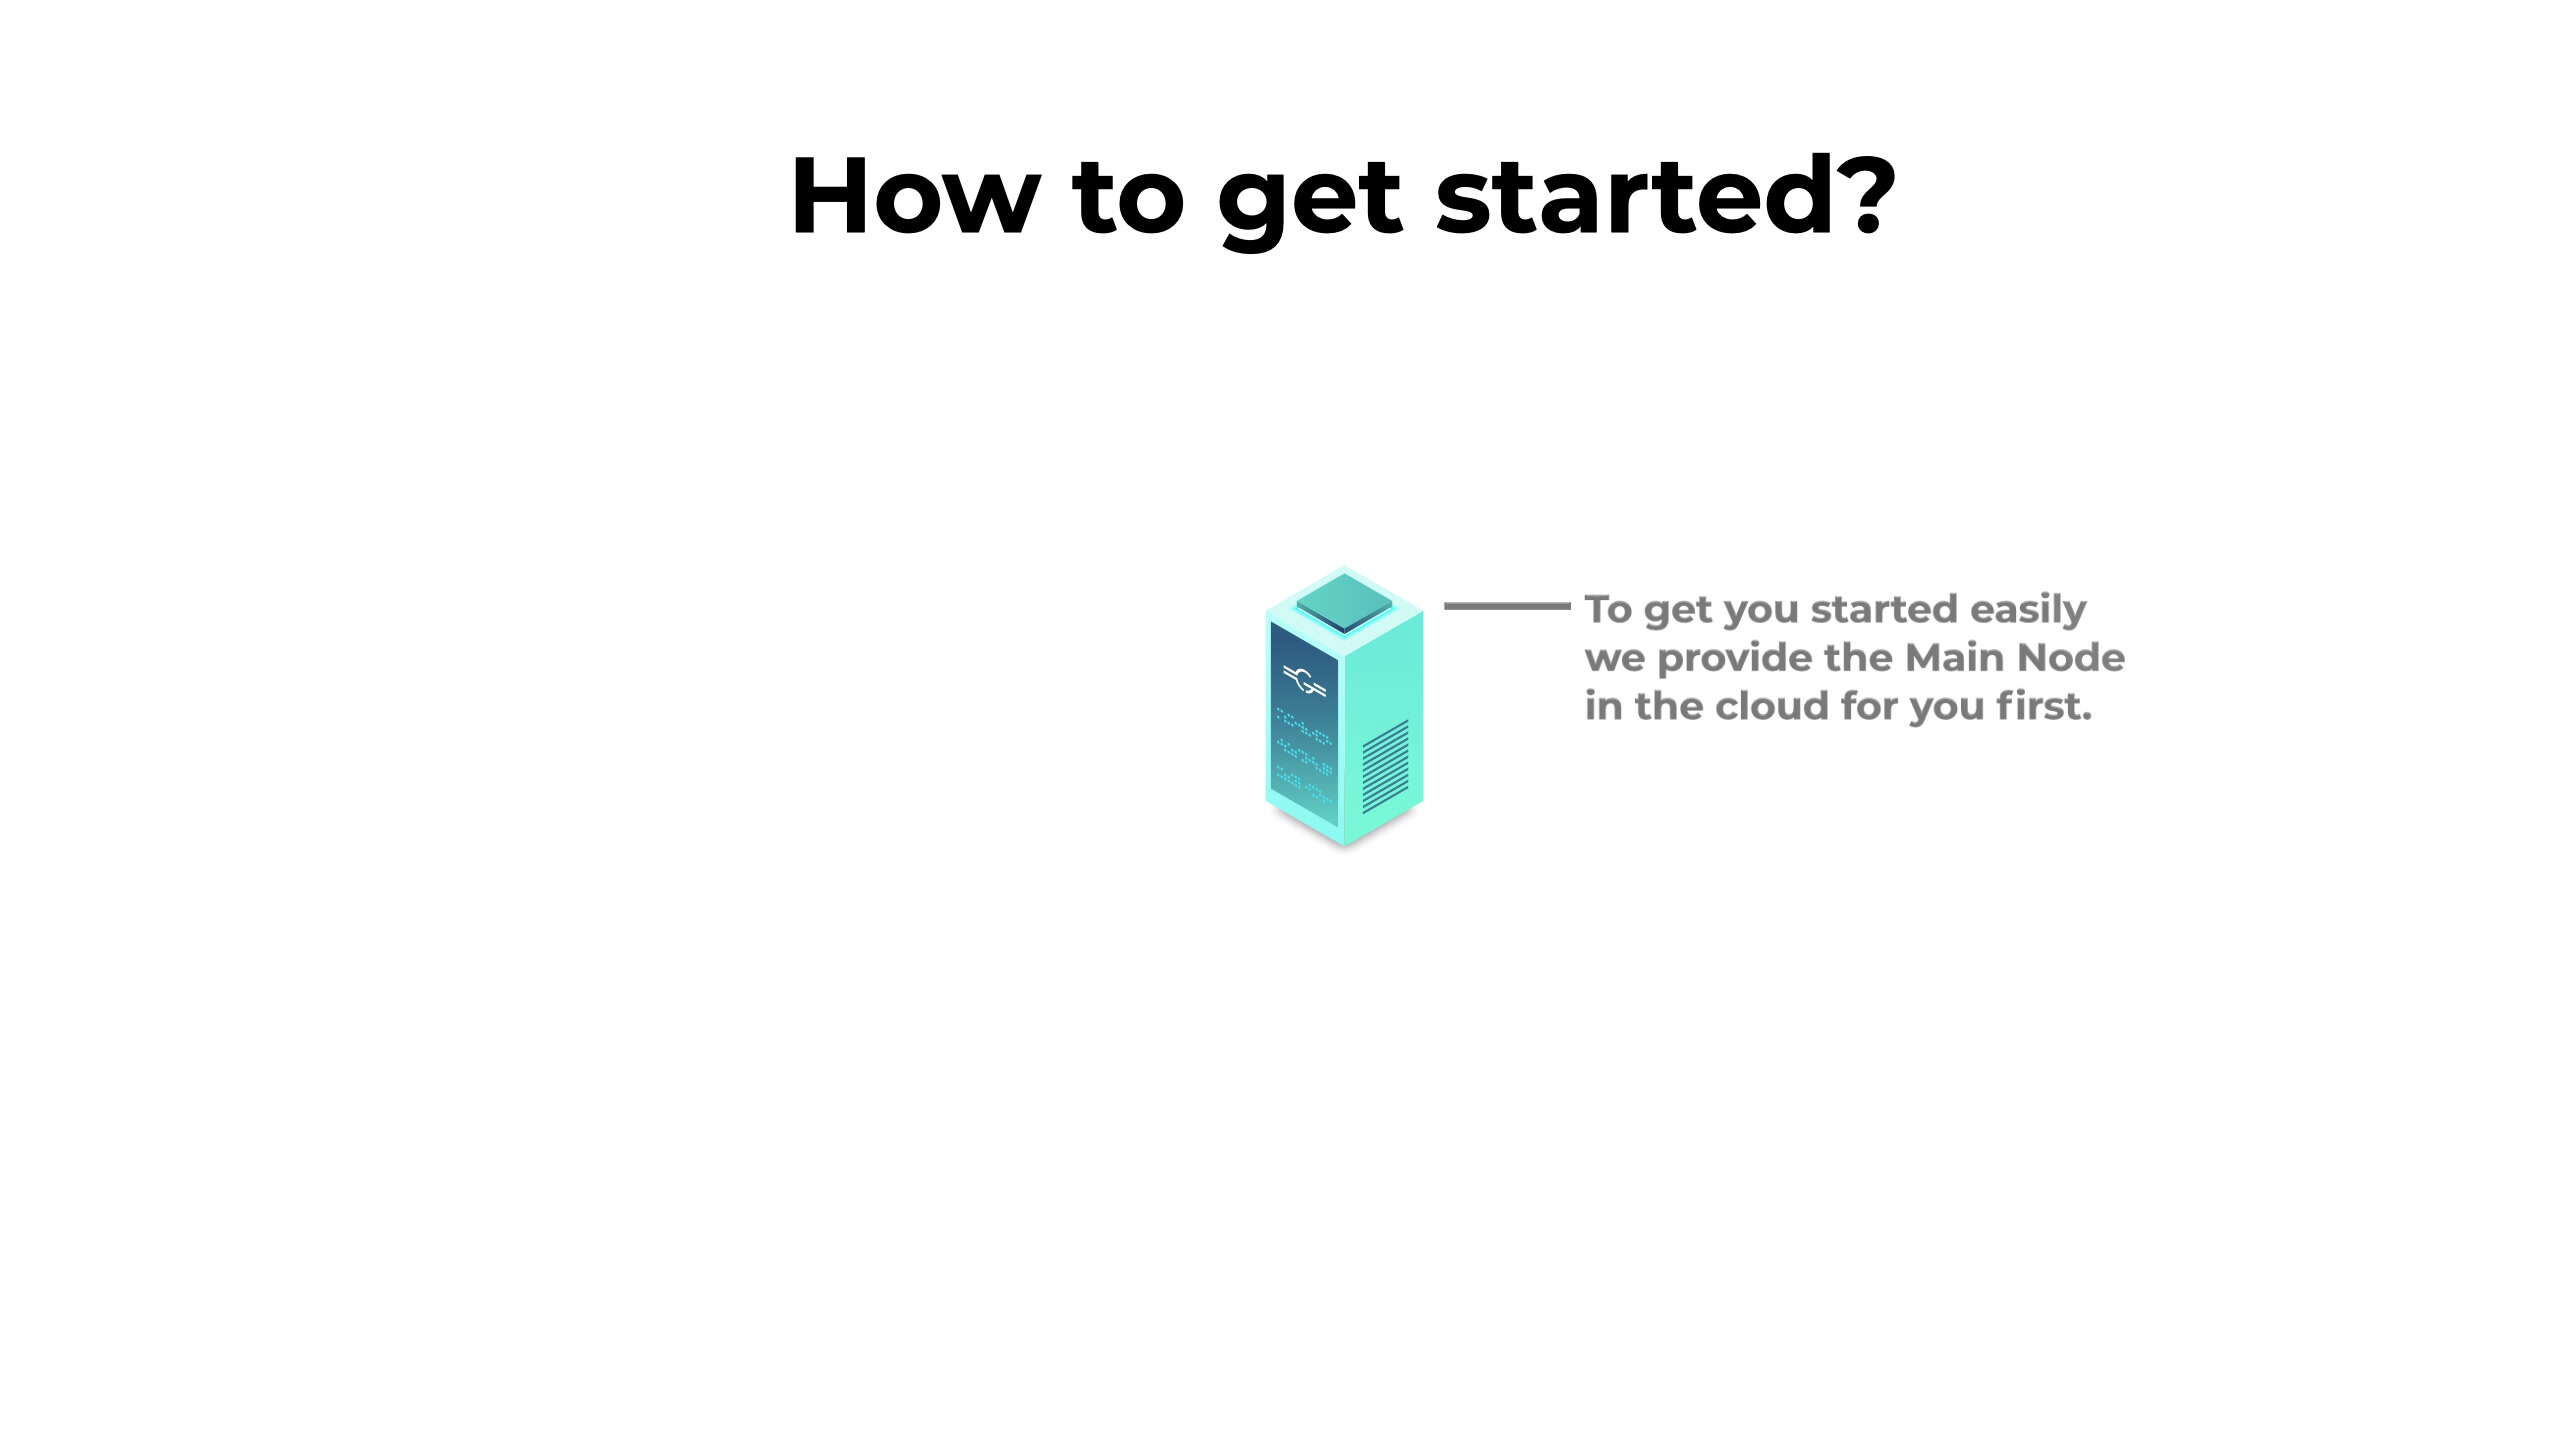 How to get started?
To get you started easily
we provide the Main Node
in the cloud for you first.